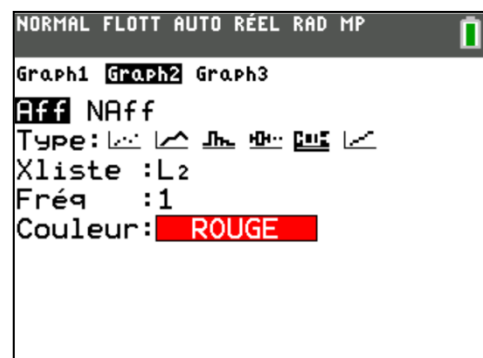 NORMAL FLOTT AUTO RÉEL RAD MP
Graph1 Graph2 Graph3
Aff NAff
Type:
Xliste :L2
Fréq :1
Couleur: ROUGE